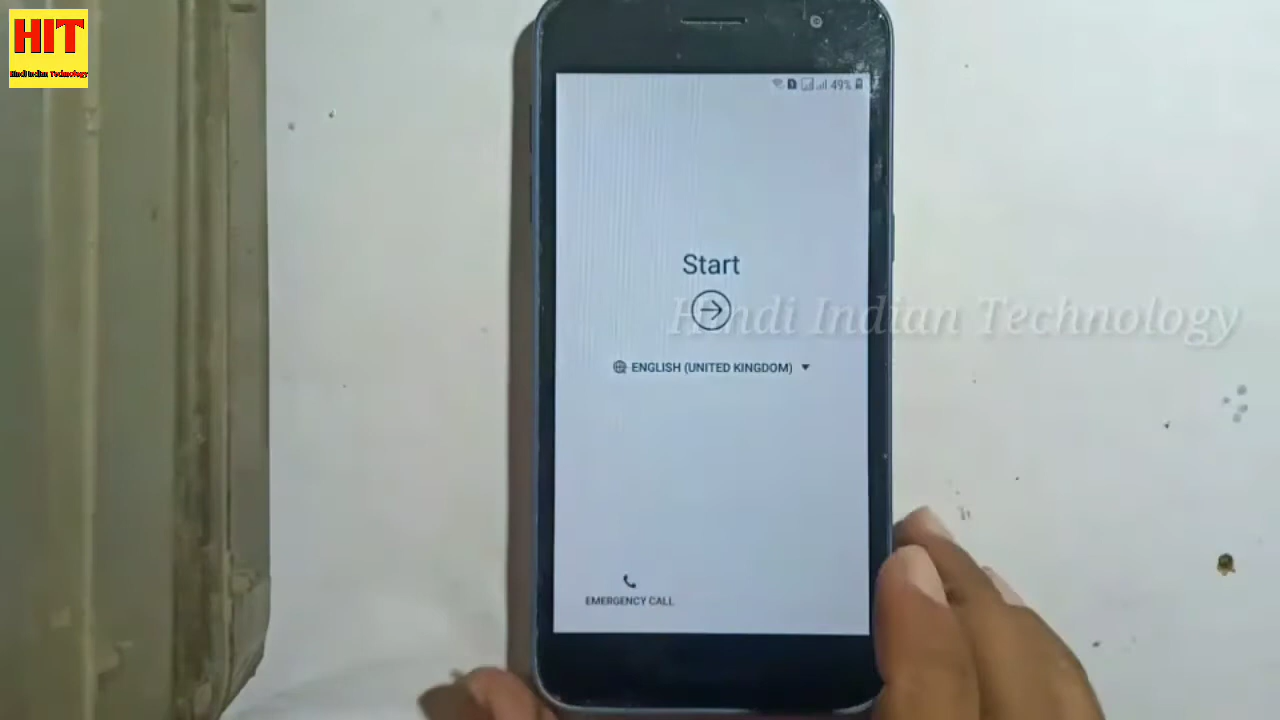 HIT
Hindi Indian Technology
49%
Start
Hindi Indian Technology
ENGLISH (UNITED KINGDOM)
EMERGENCY CALL